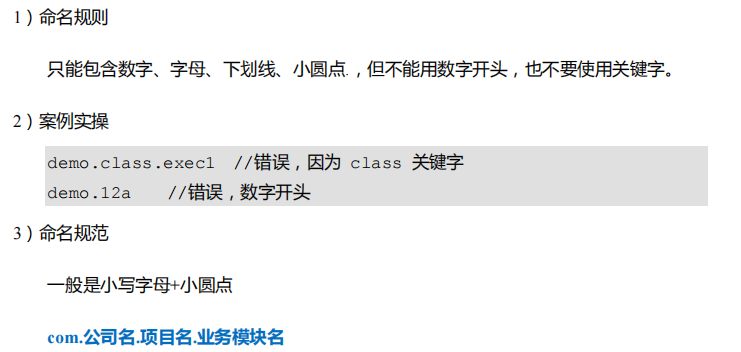 1）命名规则
只能包含数字、字母、下划线、小圆点.，但不能用数字开头，也不要使用关键字。
2）案例实操
demo.class.exec1  //错误，因为 class 关键字
demo.12a    //错误，数字开头
3）命名规范
一般是小写字母+小圆点
com.公司名.项目名.业务模块名